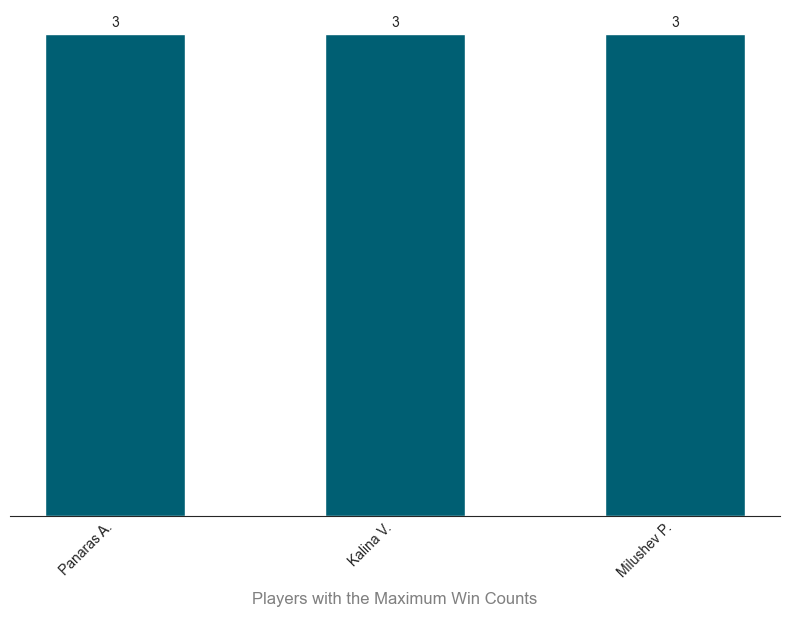 3 3 3
Panaras A. Kalina V. Milushev P.
Players with the Maximum Win Counts